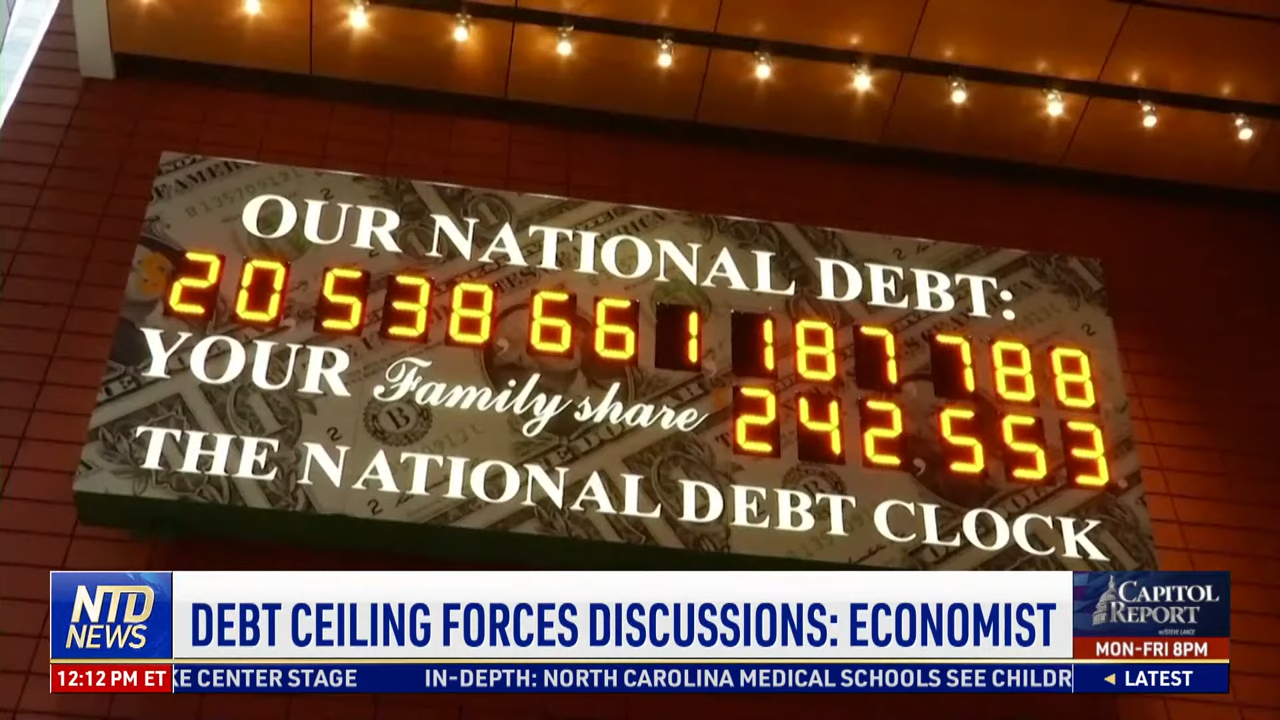 OUR NATIONAL DEBT:
20,538,661,187,788
YOUR Family share 242,553
THE NATIONAL DEBT CLOCK
NTD
NEWS
DEBT CEILING FORCES DISCUSSIONS: ECONOMIST
CAPITOL
REPORT
W/STEVE LANCE
MON-FRI 8PM
12:12 PM ET
KE CENTER STAGE IN-DEPTH: NORTH CAROLINA MEDICAL SCHOOLS SEE CHILDR
◄ LATEST